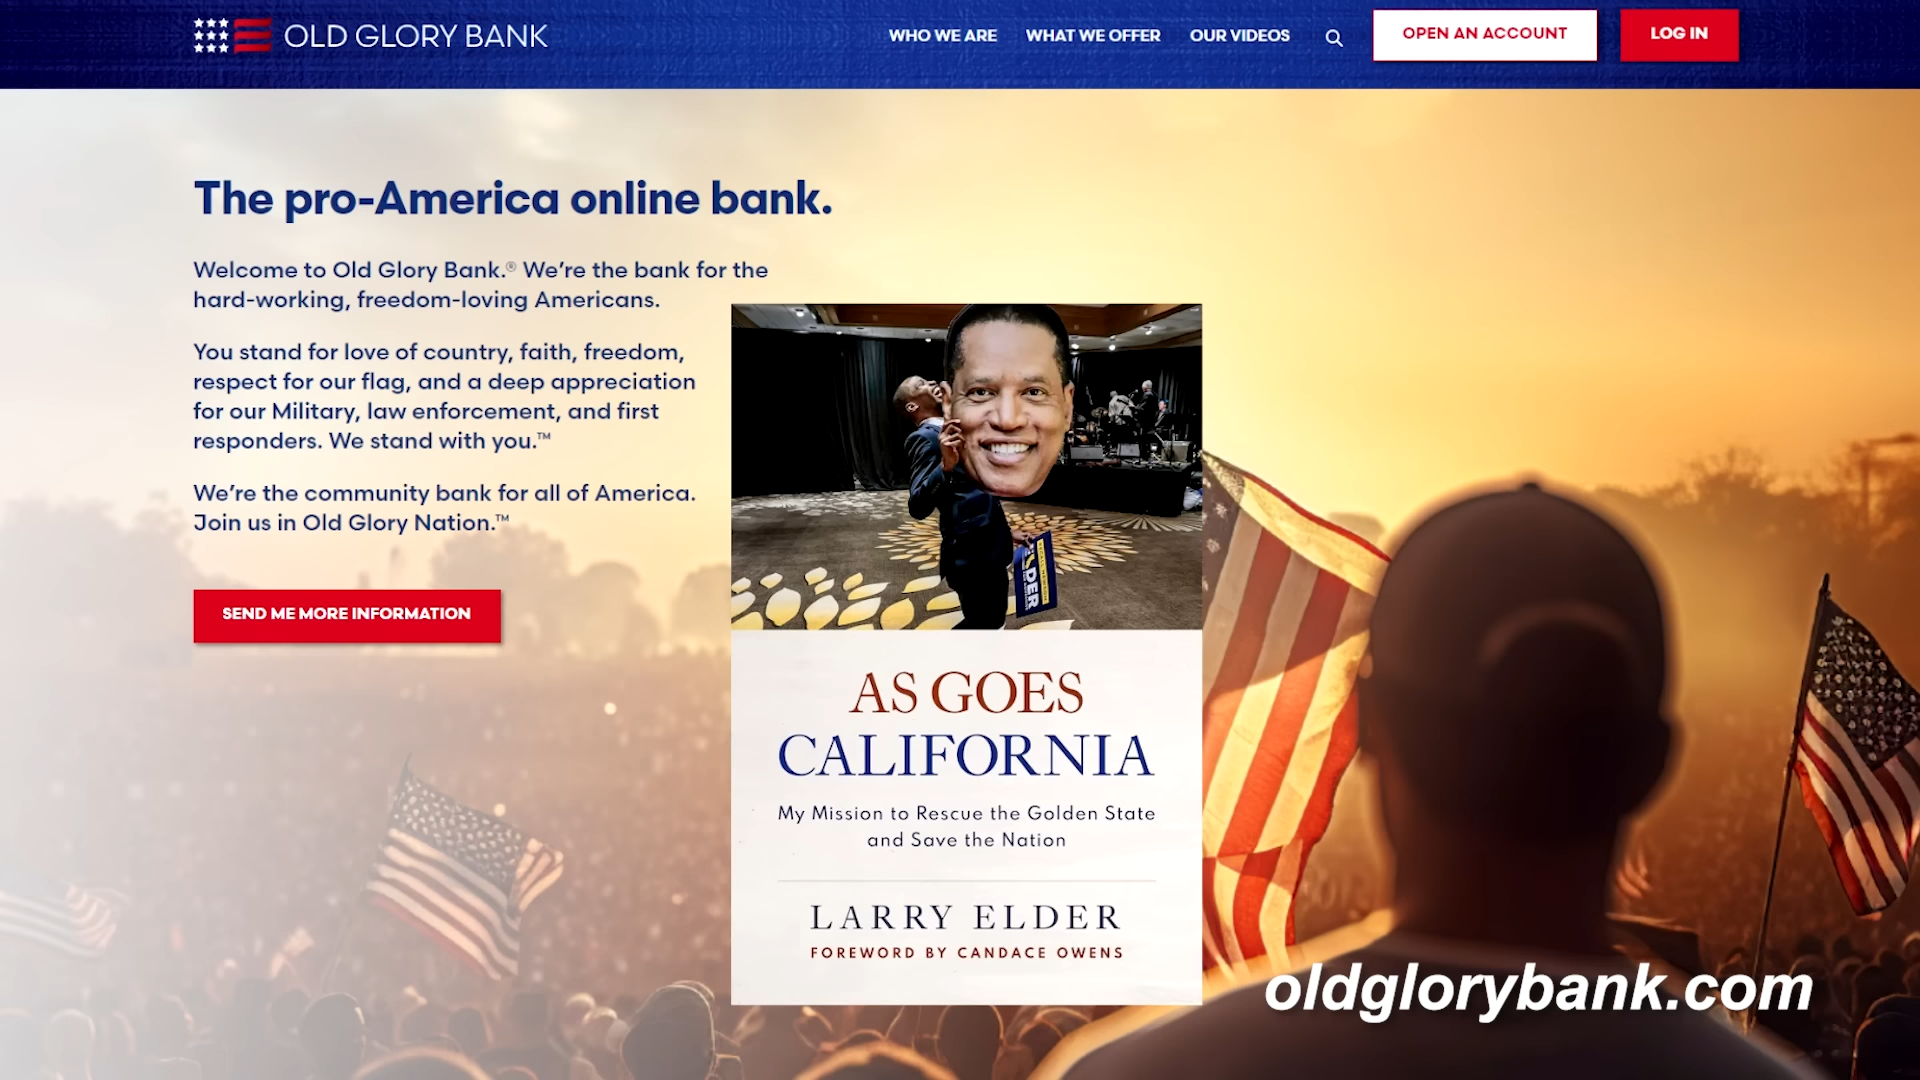 OLD GLORY BANK
WHO WE ARE
WHAT WE OFFER
OUR VIDEOS
OPEN AN ACCOUNT
LOG IN
The pro-America online bank.
Welcome to Old Glory Bank.® We're the bank for the
hard-working, freedom-loving Americans.
You stand for love of country, faith, freedom,
respect for our flag, and a deep appreciation
for our Military, law enforcement, and first
responders. We stand with you.™
We're the community bank for all of America.
Join us in Old Glory Nation.™
SEND ME MORE INFORMATION
AS GOES
CALIFORNIA
My Mission to Rescue the Golden State
and Save the Nation
LARRY ELDER
FOREWORD BY CANDACE OWENS
oldglorybank.com